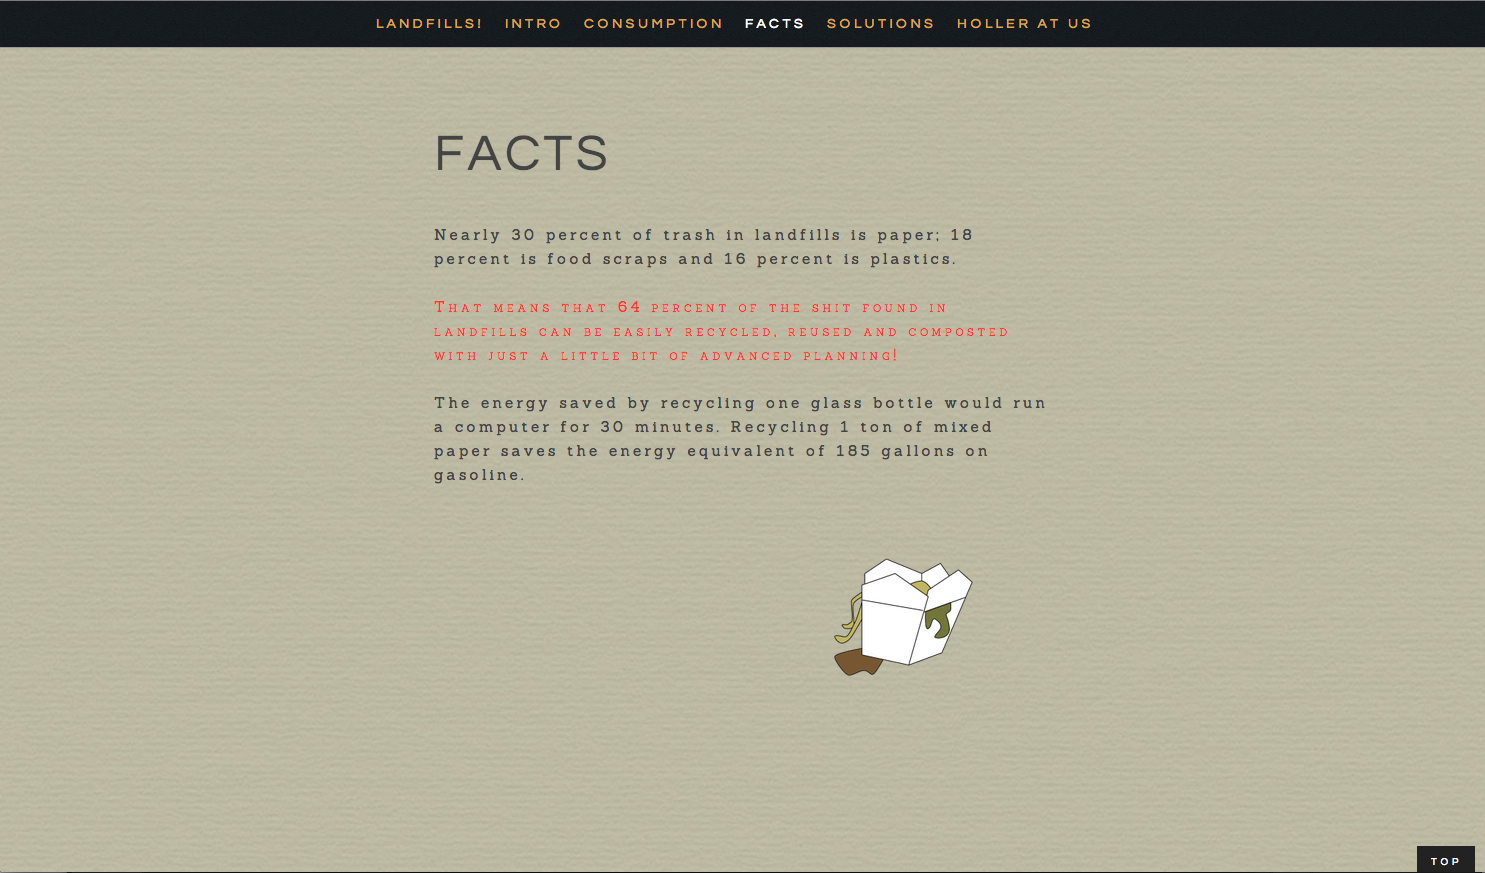 LANDFILLS! INTRO CONSUMPTION FACTS SOLUTIONS HOLLER AT US
FACTS
Nearly 30 percent of trash in landfills is paper; 18
percent is food scraps and 16 percent is plastics.
That means that 64 percent of the shit found in
landfills can be easily recycled, reused and composted
with just a little bit of advanced planning!
The energy saved by recycling one glass bottle would run
a computer for 30 minutes. Recycling 1 ton of mixed
paper saves the energy equivalent of 185 gallons on
gasoline.
TOP